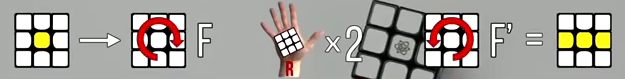 F R ×2 F' =